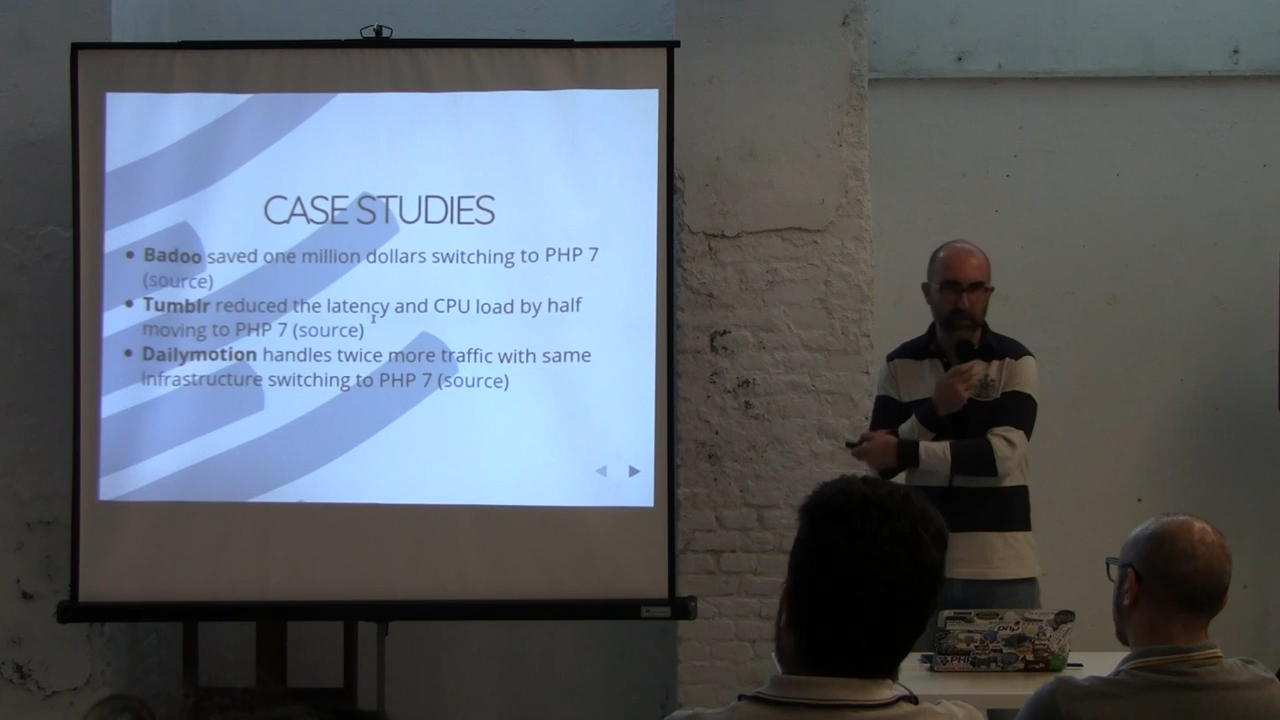 CASE STUDIES
• Badoo saved one million dollars switching to PHP 7
(source)
• Tumblr reduced the latency and CPU load by half
moving to PHP 7 (source)
• Dailymotion handles twice more traffic with same
infrastructure switching to PHP 7 (source)
php
PHP